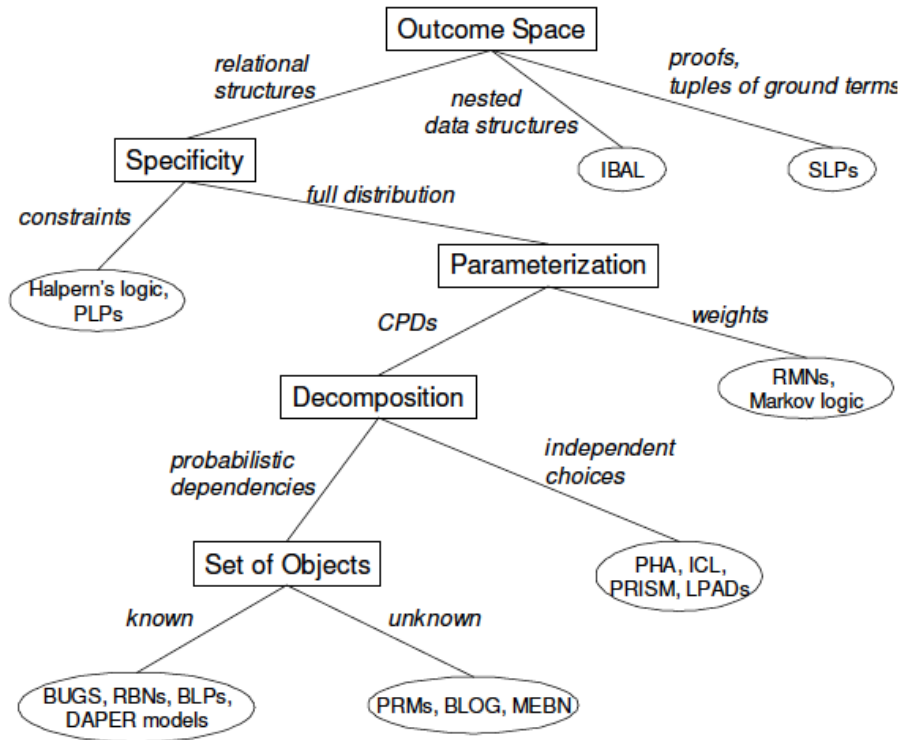 Outcome Space
relational
structures
nested
data structures
proofs,
tuples of ground terms
Specificity
IBAL
SLPs
constraints
full distribution
Halpern's logic,
PLPs
Parameterization
CPDs
weights
Decomposition
RMNs,
Markov logic
probabilistic
dependencies
independent
choices
Set of Objects
PHA, ICL,
PRISM, LPADs
known
unknown
BUGS, RBNs, BLPs,
DAPER models
PRMs, BLOG, MEBN